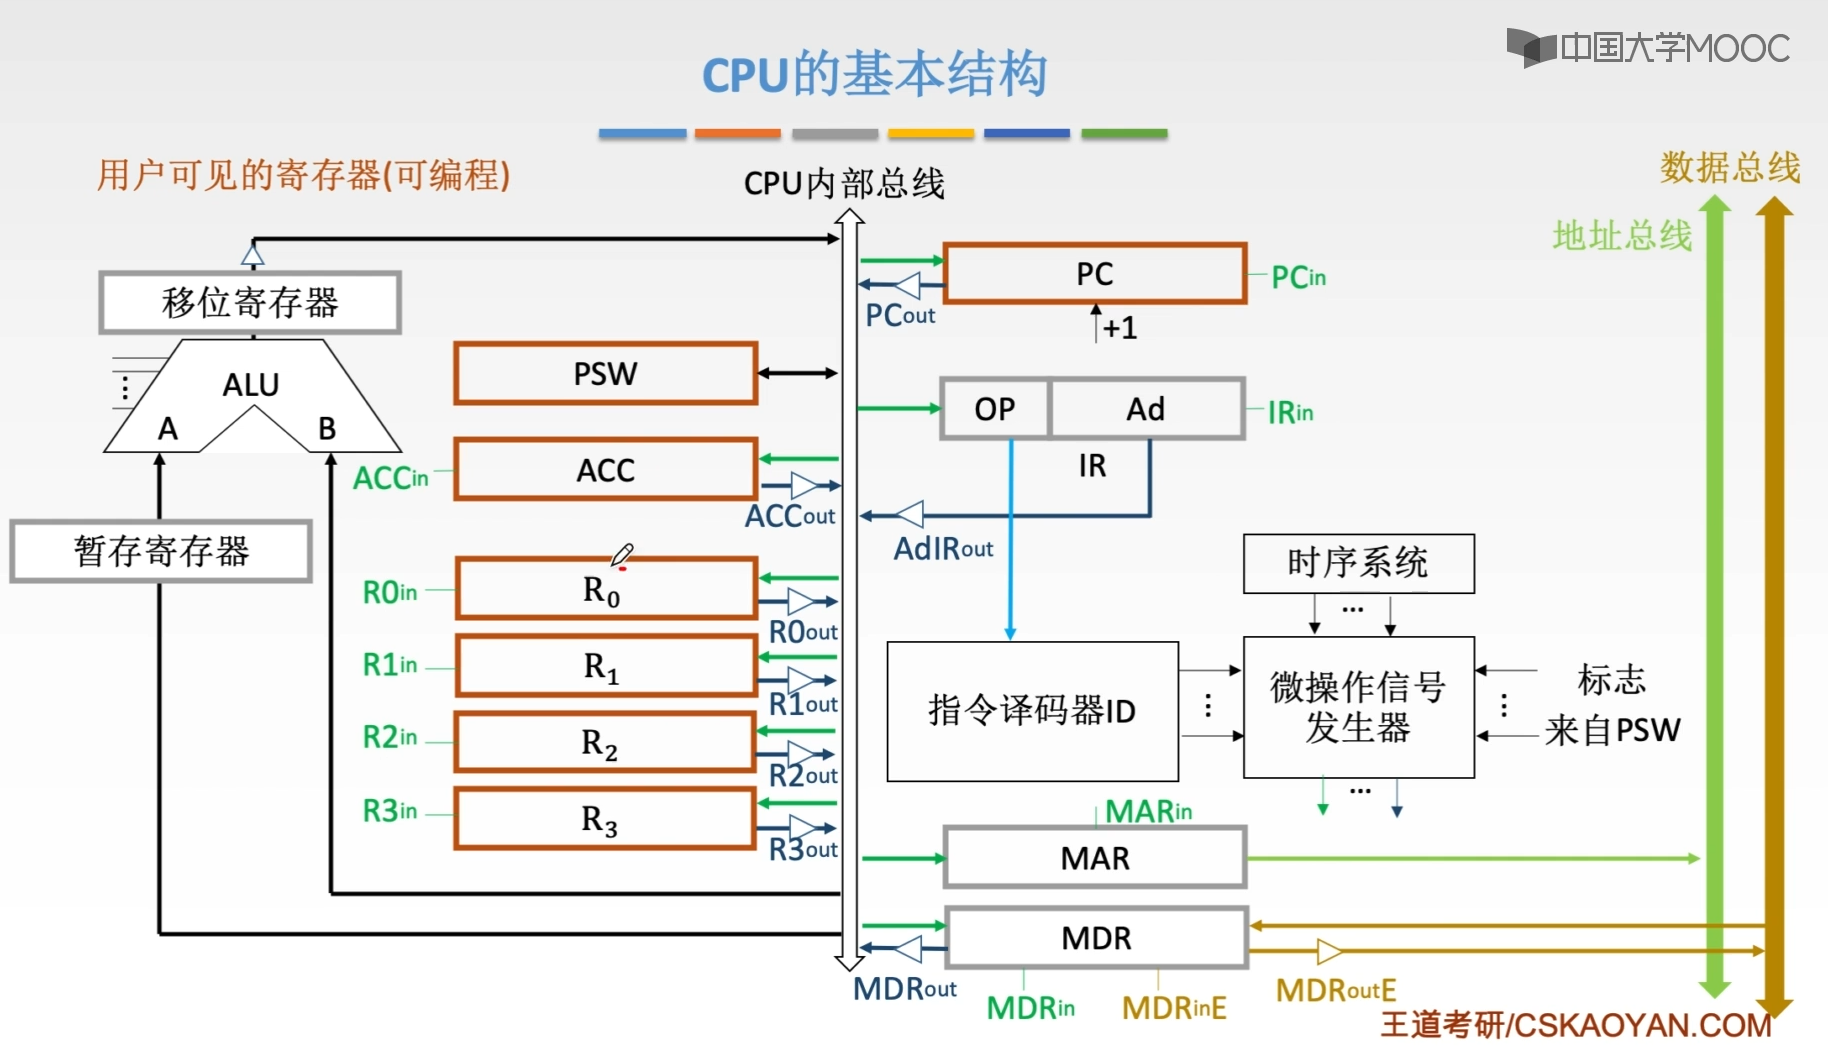 中国大学MOOC
CPU的基本结构
用户可见的寄存器(可编程)
CPU内部总线
数据总线
地址总线
移位寄存器
ALU
A
B
暂存寄存器
PSW
ACCin
ACC
ACCout
R0in
R0
R0out
R1in
R1
R1out
R2in
R2
R2out
R3in
R3
R3out
PC
PCin
PCout
+1
OP
Ad
IRin
IR
AdIRout
时序系统
...
指令译码器ID
微操作信号
发生器
标志
来自PSW
...
MARin
MAR
MDR
MDRout
MDRin
MDRinE
MDRoutE
王道考研/CSKAOYAN.COM